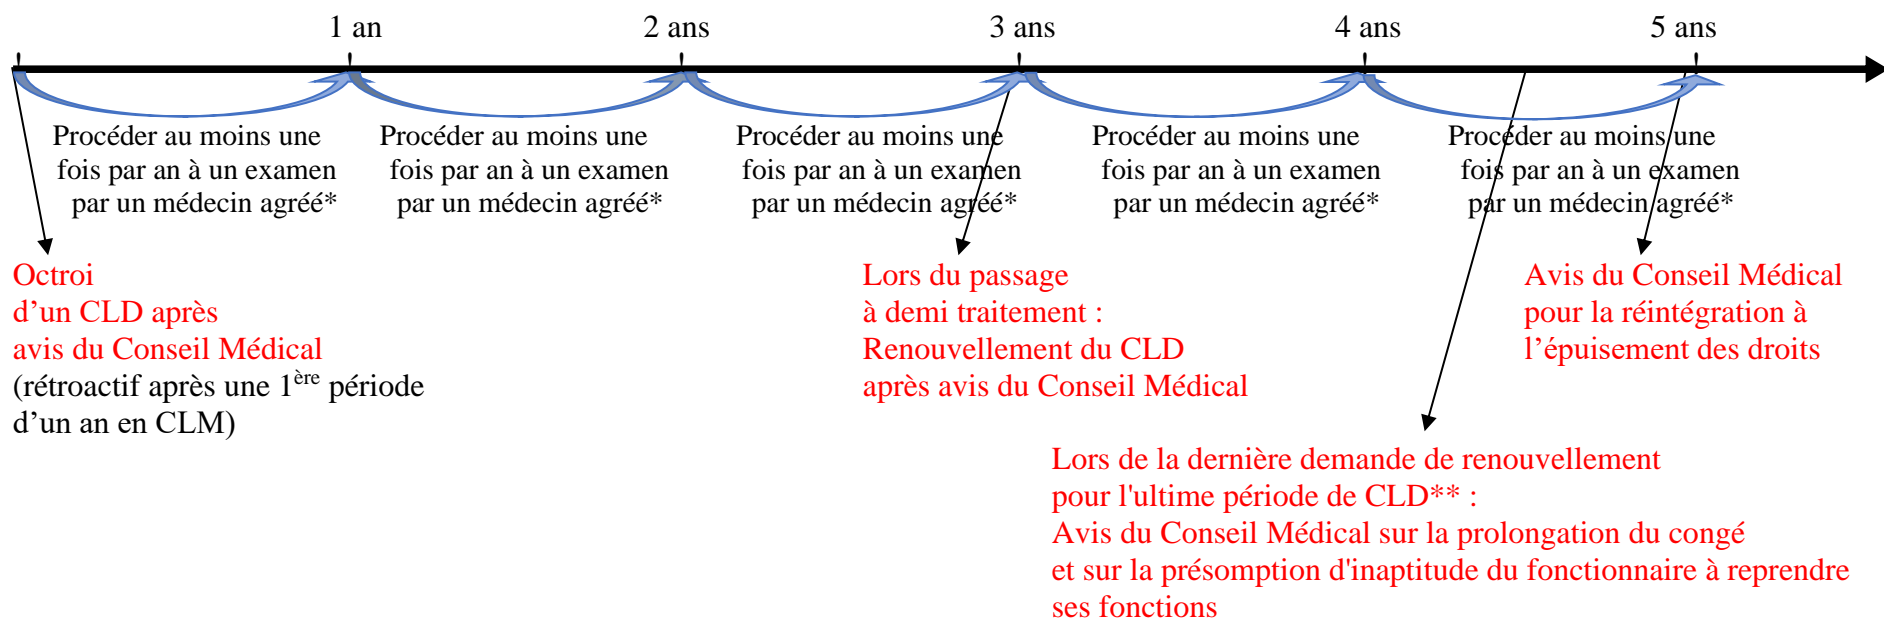 1 an
2 ans
3 ans
4 ans
5 ans
Procéder au moins une
fois par an à un examen
par un médecin agréé*
Procéder au moins une
fois par an à un examen
par un médecin agréé*
Procéder au moins une
fois par an à un examen
par un médecin agréé*
Procéder au moins une
fois par an à un examen
par un médecin agréé*
Procéder au moins une
fois par an à un examen
par un médecin agréé*
Octroi
d’un CLD après
avis du Conseil Médical
(rétroactif après une 1ère période
d’un an en CLM)
Lors du passage
à demi traitement :
Renouvellement du CLD
après avis du Conseil Médical
Avis du Conseil Médical
pour la réintégration à
l’épuisement des droits
Lors de la dernière demande de renouvellement
pour l'ultime période de CLD** :
Avis du Conseil Médical sur la prolongation du congé
et sur la présomption d'inaptitude du fonctionnaire à reprendre
ses fonctions